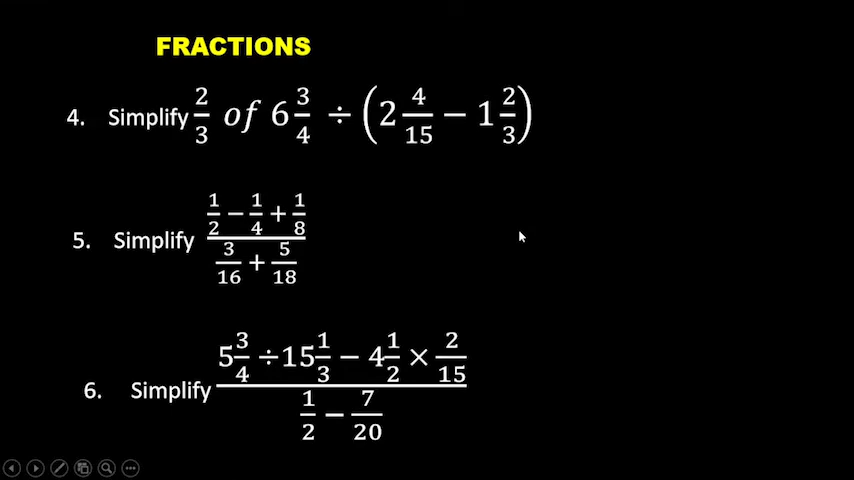 FRACTIONS
4. Simplify 2/3 of 6 3/4 ÷ (2 4/15 − 1 2/3)
5. Simplify (1/2 − 1/4 + 1/8) / (3/16 + 5/18)
6. Simplify (5 3/4 ÷ 15 1/3 − 4 1/2 × 2/15) / (1/2 − 7/20)